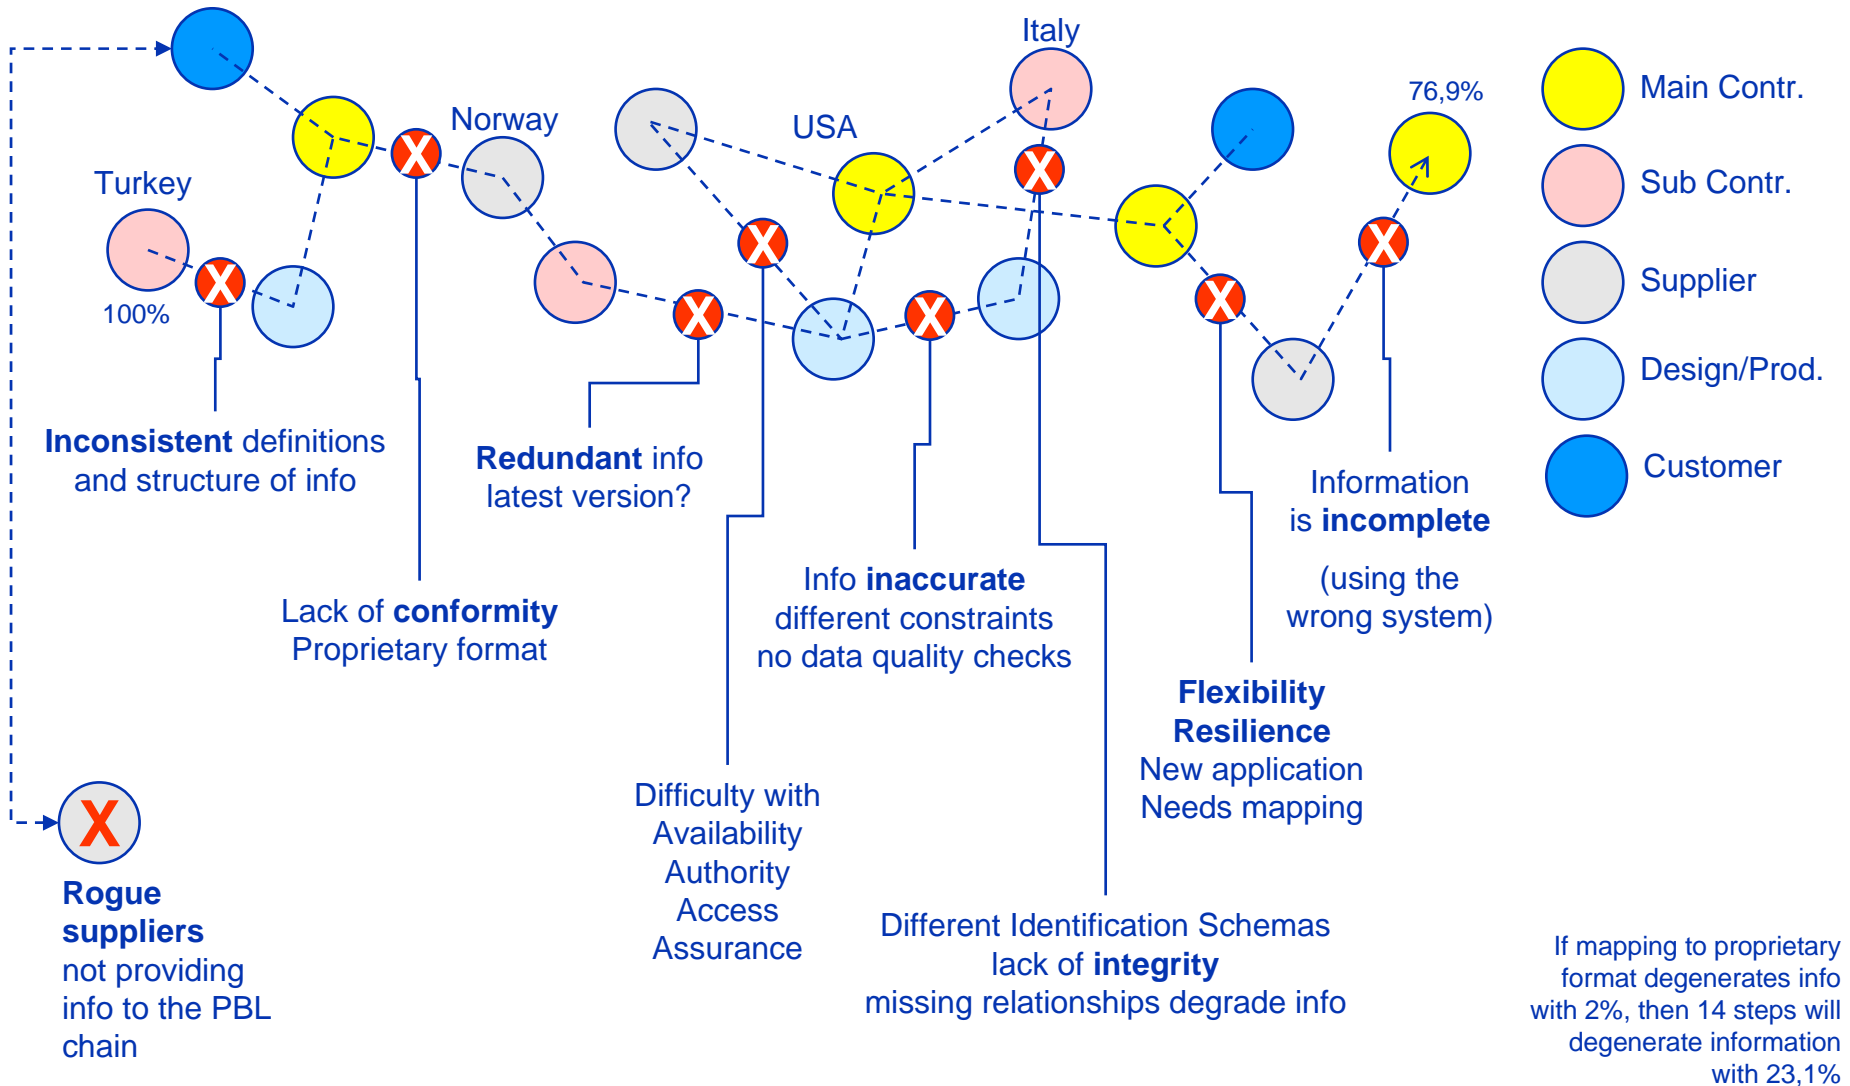 Italy
76,9%
Main Contr.
Norway
USA
Turkey
Sub Contr.
100%
Supplier
Design/Prod.
Customer
X
X
X
X
X
X
X
X
Inconsistent definitions
and structure of info
Redundant info
latest version?
Information
is incomplete
(using the
wrong system)
Lack of conformity
Proprietary format
Info inaccurate
different constraints
no data quality checks
Flexibility
Resilience
New application
Needs mapping
Difficulty with
Availability
Authority
Access
Assurance
X
Rogue
suppliers
not providing
info to the PBL
chain
Different Identification Schemas
lack of integrity
missing relationships degrade info
If mapping to proprietary
format degenerates info
with 2%, then 14 steps will
degenerate information
with 23,1%